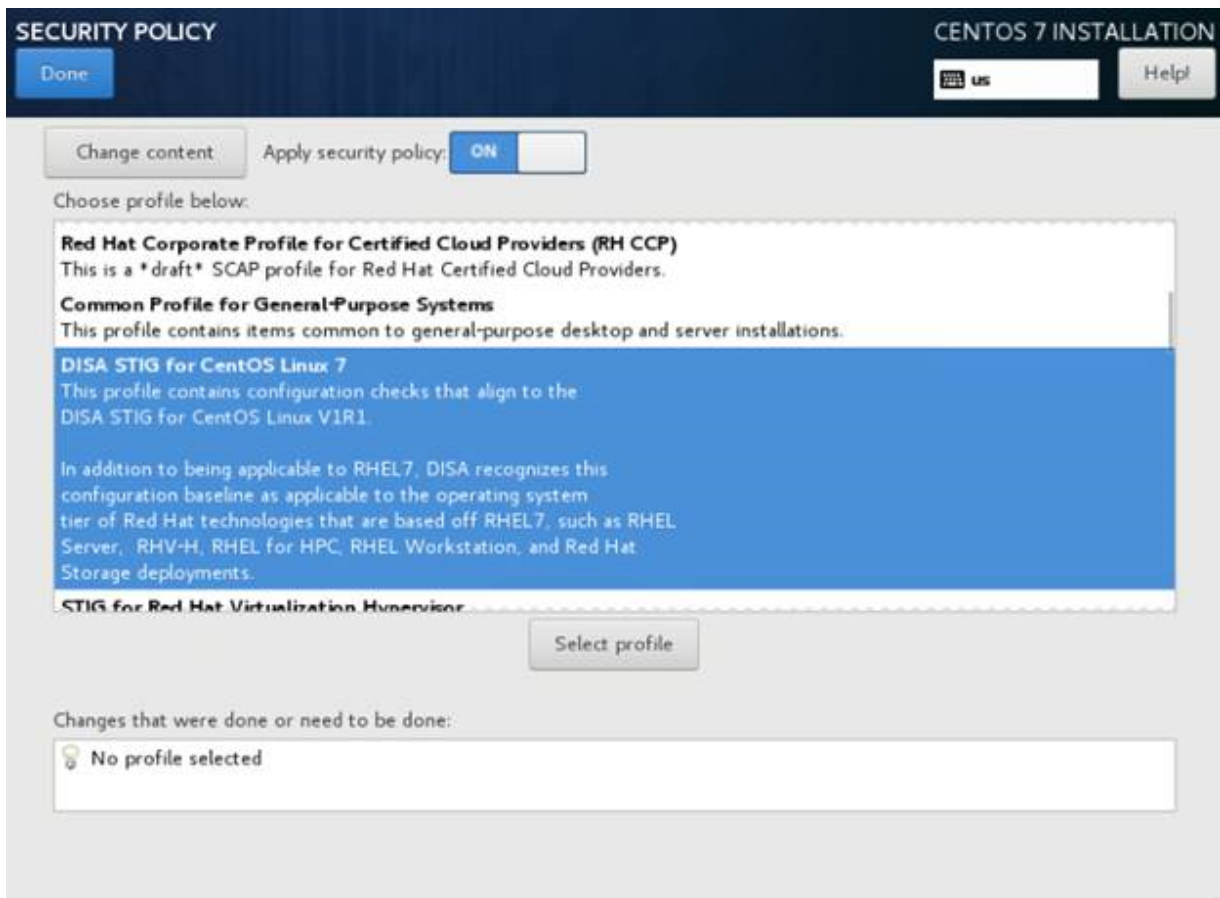 SECURITY POLICY
CENTOS 7 INSTALLATION
Done
us
Help!
Change content
Apply security policy:
ON
Choose profile below:
Red Hat Corporate Profile for Certified Cloud Providers (RH CCP)
This is a *draft* SCAP profile for Red Hat Certified Cloud Providers.
Common Profile for General-Purpose Systems
This profile contains items common to general-purpose desktop and server installations.
DISA STIG for CentOS Linux 7
This profile contains configuration checks that align to the
DISA STIG for CentOS Linux V1R1.
In addition to being applicable to RHEL7, DISA recognizes this
configuration baseline as applicable to the operating system
tier of Red Hat technologies that are based off RHEL7, such as RHEL
Server, RHV-H, RHEL for HPC, RHEL Workstation, and Red Hat
Storage deployments.
STIG for Red Hat Virtualization Hypervisor
Select profile
Changes that were done or need to be done:
No profile selected